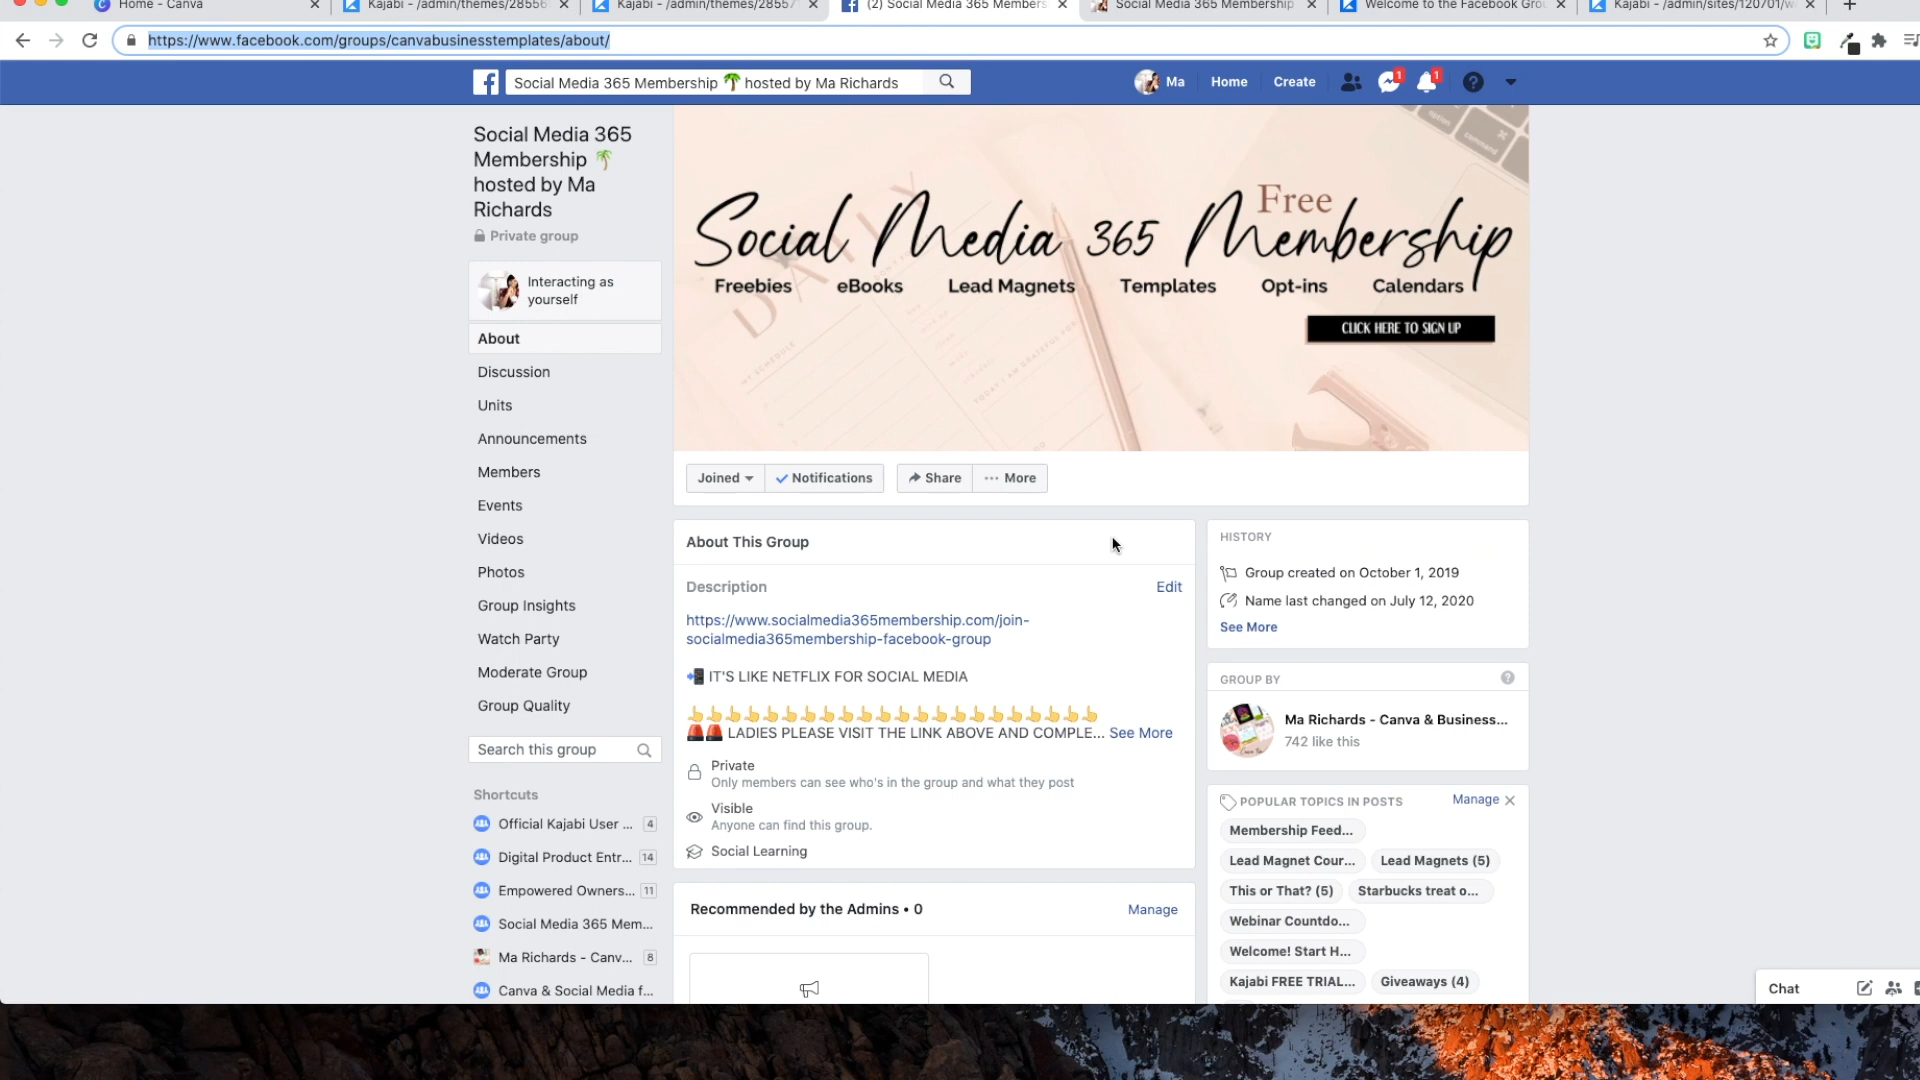 Home - Canva
Kajabi - /admin/themes/28556
Kajabi - /admin/themes/28557
(2) Social Media 365 Members
Social Media 365 Membership
Welcome to the Facebook Gro
Kajabi - /admin/sites/120701/w
https://www.facebook.com/groups/canvabusinesstemplates/about/
Social Media 365 Membership 🌴 hosted by Ma Richards
Ma
Home
Create
1
1
Social Media 365
Membership 🌴
hosted by Ma
Richards
Private group
Interacting as
yourself
About
Discussion
Units
Announcements
Members
Events
Videos
Photos
Group Insights
Watch Party
Moderate Group
Group Quality
Search this group
Shortcuts
Official Kajabi User ... 4
Digital Product Entr... 14
Empowered Owners... 11
Social Media 365 Mem...
Ma Richards - Canv... 8
Canva & Social Media f...
option
command
DAILY
Free
Social Media 365 Membership
Freebies eBooks Lead Magnets Templates Opt-ins Calendars
CLICK HERE TO SIGN UP
MY SCHEDULE
Joined
Notifications
Share
More
About This Group
Description
Edit
https://www.socialmedia365membership.com/join-
socialmedia365membership-facebook-group
📲 IT'S LIKE NETFLIX FOR SOCIAL MEDIA
👆👆👆👆👆👆👆👆👆👆👆👆👆👆👆👆👆👆👆👆👆👆
🚨🚨 LADIES PLEASE VISIT THE LINK ABOVE AND COMPLE... See More
Private
Only members can see who's in the group and what they post
Visible
Anyone can find this group.
Social Learning
Recommended by the Admins • 0
Manage
HISTORY
Group created on October 1, 2019
Name last changed on July 12, 2020
See More
GROUP BY
Ma Richards - Canva & Business...
742 like this
POPULAR TOPICS IN POSTS
Manage
Membership Feed...
Lead Magnet Cour...
Lead Magnets (5)
This or That? (5)
Starbucks treat o...
Webinar Countdo...
Welcome! Start H...
Kajabi FREE TRIAL...
Giveaways (4)
Chat